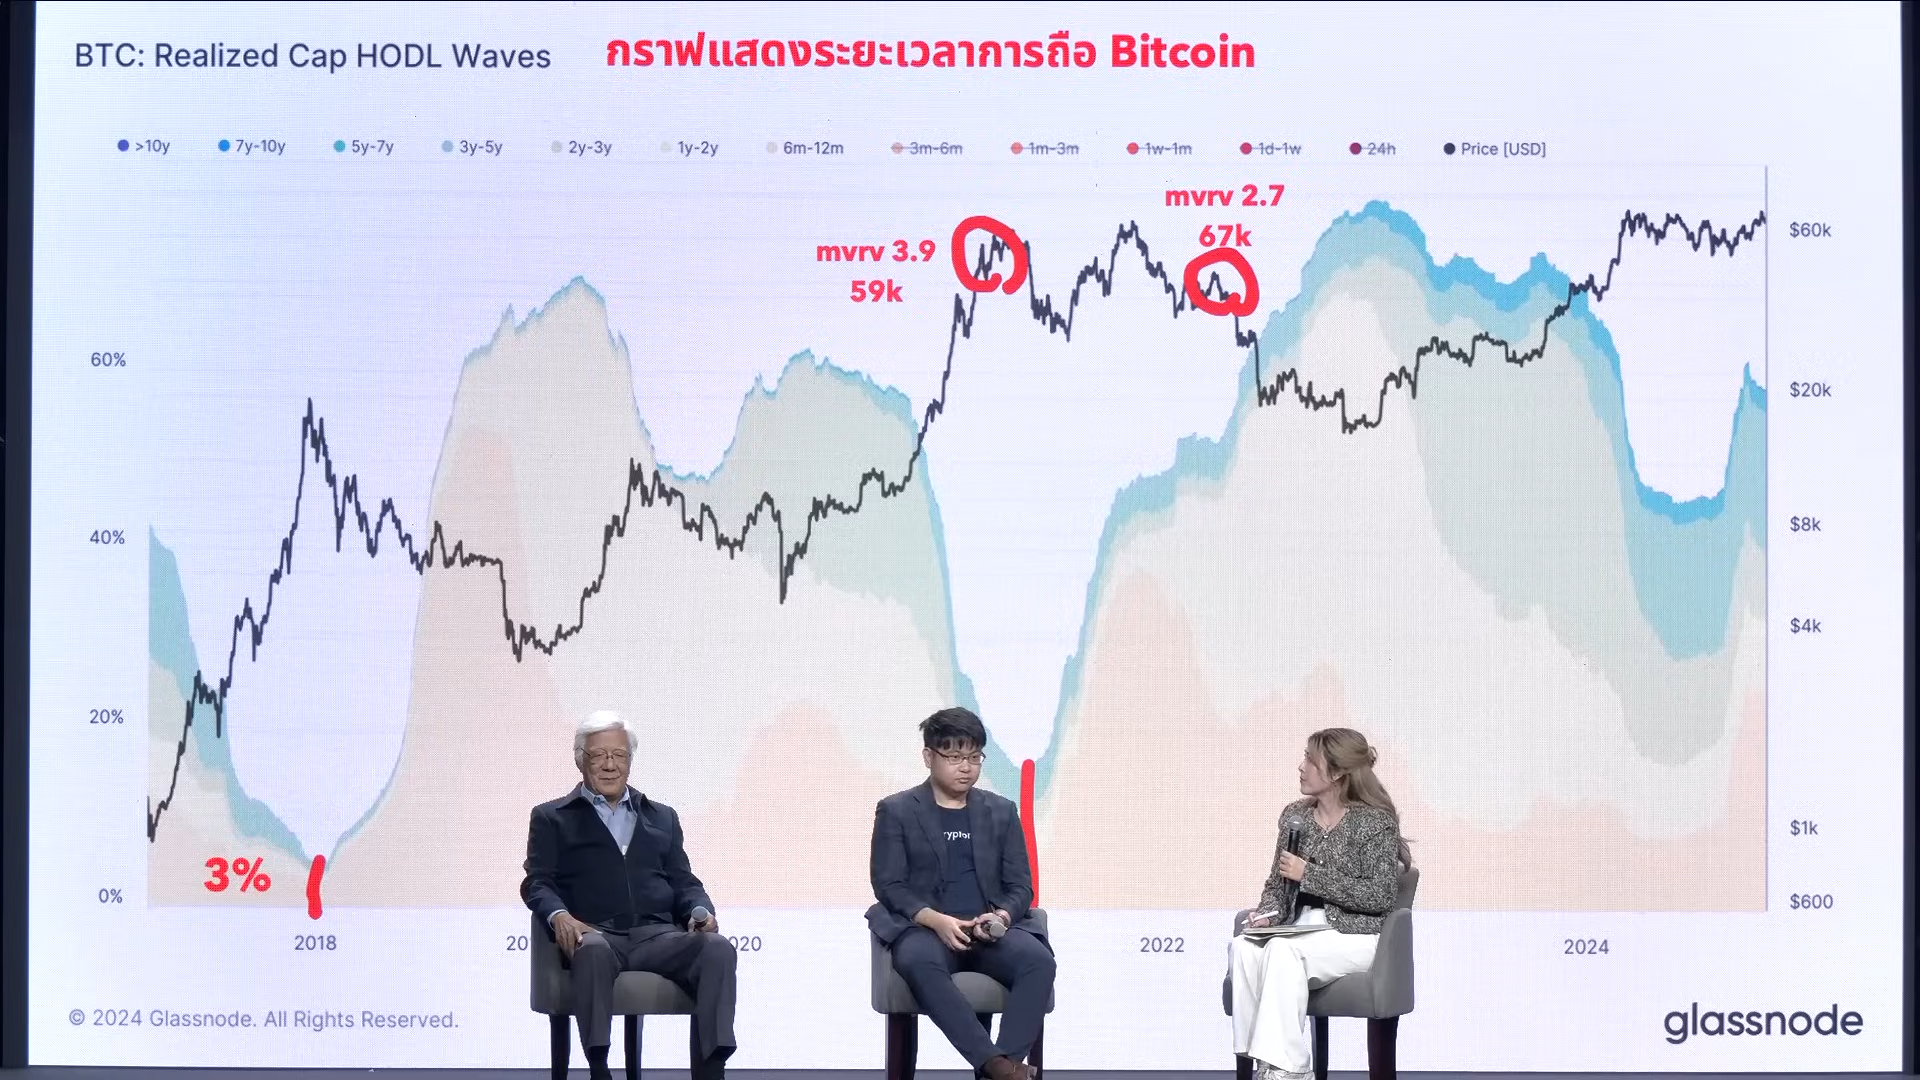 BTC: Realized Cap HODL Waves
กราฟแสดงระยะเวลาการถือ Bitcoin
>10y 7y-10y 5y-7y 3y-5y 2y-3y 1y-2y 6m-12m 3m-6m 1m-3m 1w-1m 1d-1w 24h Price [USD]
mvrv 2.7
67k
mvrv 3.9
59k
60%
40%
20%
0%
$60k
$20k
$8k
$4k
$1k
$600
3%
2018
2022
2024
© 2024 Glassnode. All Rights Reserved.
glassnode